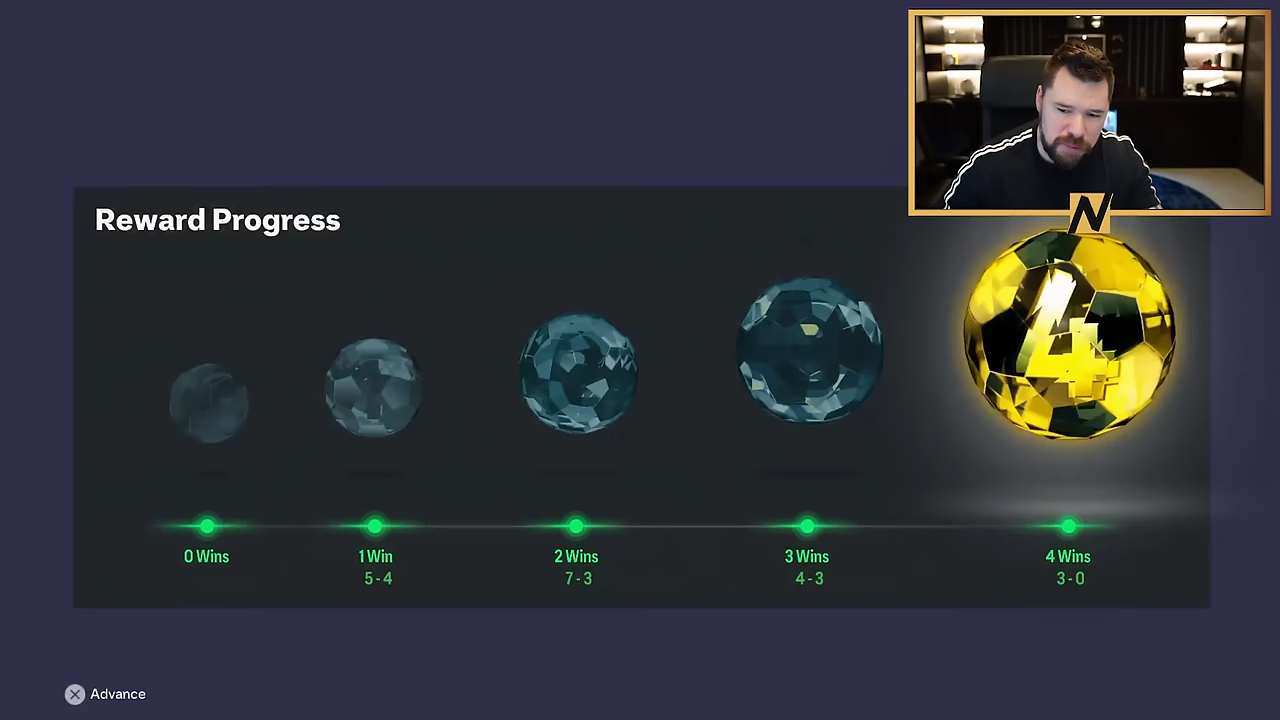 Reward Progress
N
0 Wins
1 Win
2 Wins
3 Wins
4 Wins
5 - 4
7 - 3
4 - 3
3 - 0
Advance